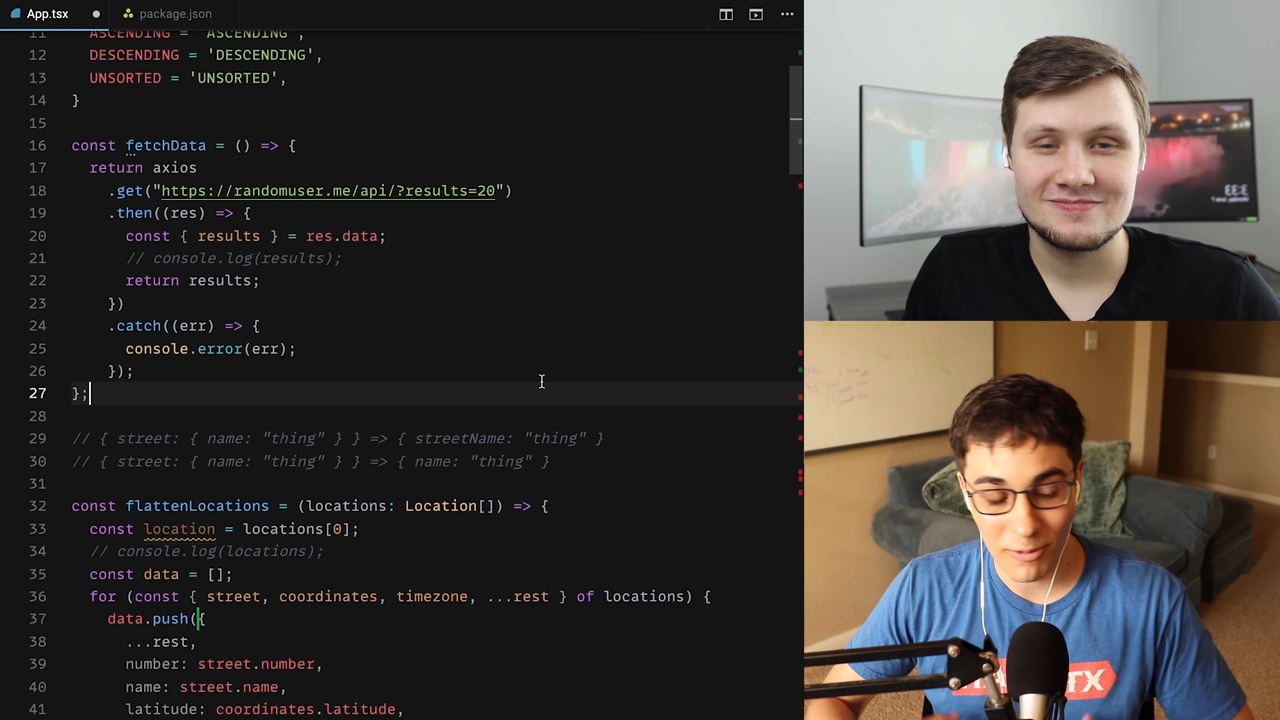 App.tsx
package.json
11 ASCENDING = 'ASCENDING',
12 DESCENDING = 'DESCENDING',
13 UNSORTED = 'UNSORTED',
14 }
15
16 const fetchData = () => {
17 return axios
18 .get("https://randomuser.me/api/?results=20")
19 .then((res) => {
20 const { results } = res.data;
21 // console.log(results);
22 return results;
23 })
24 .catch((err) => {
25 console.error(err);
26 });
27 };
28
29 // { street: { name: "thing" } } => { streetName: "thing" }
30 // { street: { name: "thing" } } => { name: "thing" }
31
32 const flattenLocations = (locations: Location[]) => {
33 const location = locations[0];
34 // console.log(locations);
35 const data = [];
36 for (const { street, coordinates, timezone, ...rest } of locations) {
37 data.push({
38 ...rest,
39 number: street.number,
40 name: street.name,
41 latitude: coordinates.latitude,
3:33
TX